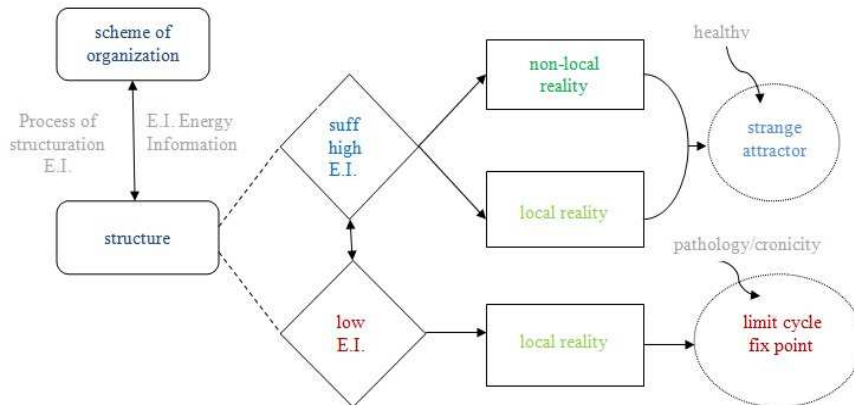 scheme of
organization
Process of
structuration
E.I.
E.I. Energy
Information
structure
suff
high
E.I.
low
E.I.
non-local
reality
local reality
local reality
healthy
strange
attractor
pathology/cronicity
limit cycle
fix point